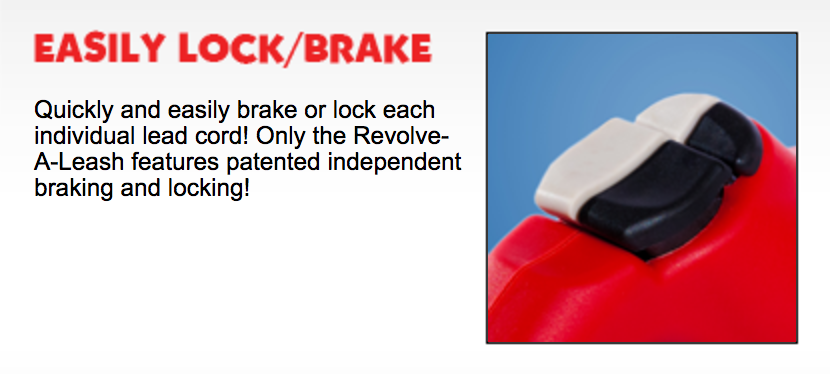 EASILY LOCK/BRAKE
Quickly and easily brake or lock each
individual lead cord! Only the Revolve-
A-Leash features patented independent
braking and locking!